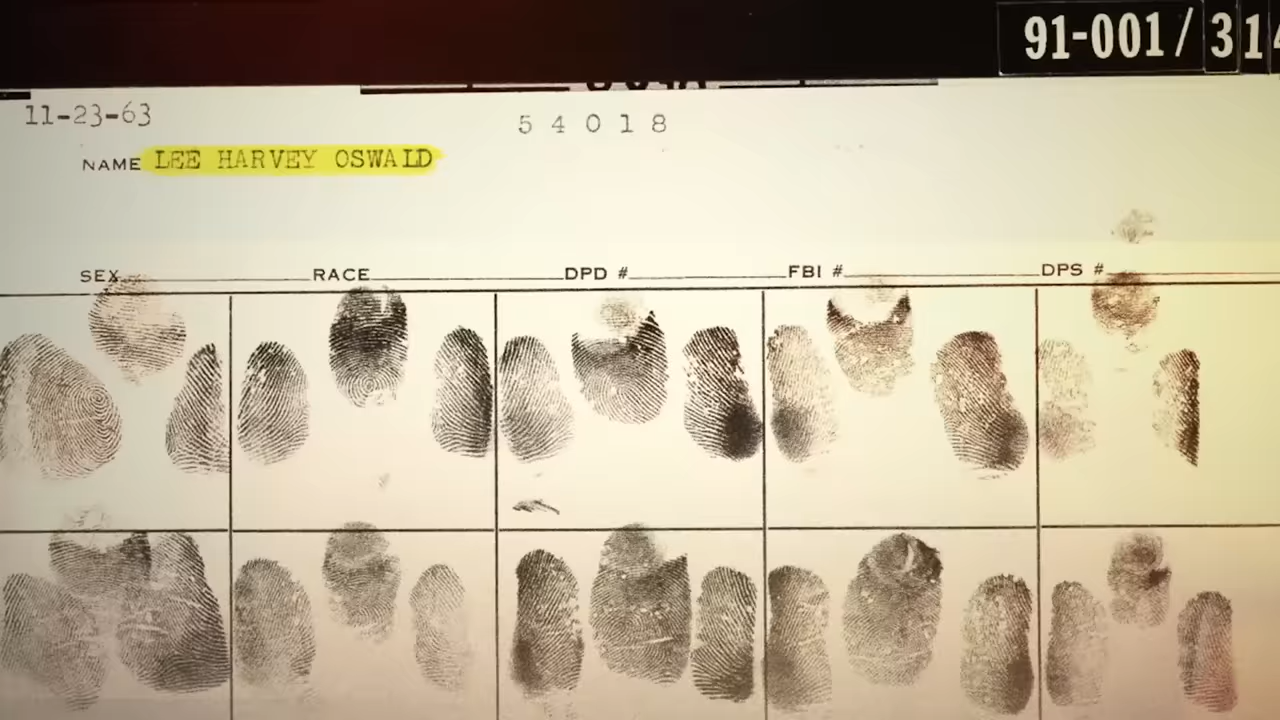 91-001/31
11-23-63
54018
NAME LEE HARVEY OSWALD
SEX RACE DPD # FBI # DPS #